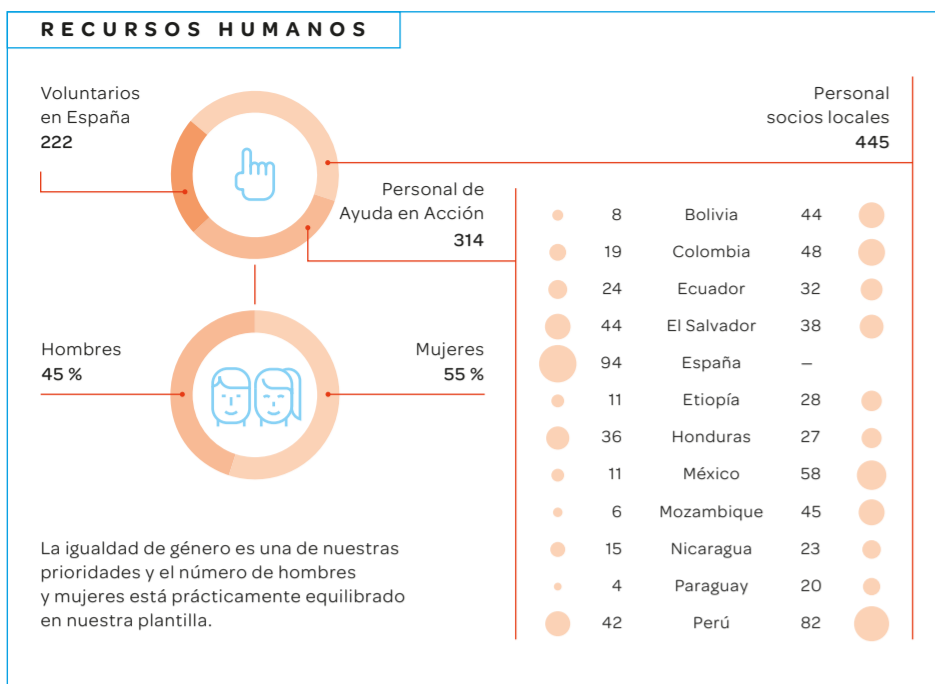 RECURSOS HUMANOS
Voluntarios
en España
222
Personal
socios locales
445
Personal de
Ayuda en Acción
314
8 Bolivia 44
19 Colombia 48
24 Ecuador 32
44 El Salvador 38
94 España –
11 Etiopía 28
36 Honduras 27
11 México 58
6 Mozambique 45
15 Nicaragua 23
4 Paraguay 20
42 Perú 82
Hombres
45 %
Mujeres
55 %
La igualdad de género es una de nuestras
prioridades y el número de hombres
y mujeres está prácticamente equilibrado
en nuestra plantilla.